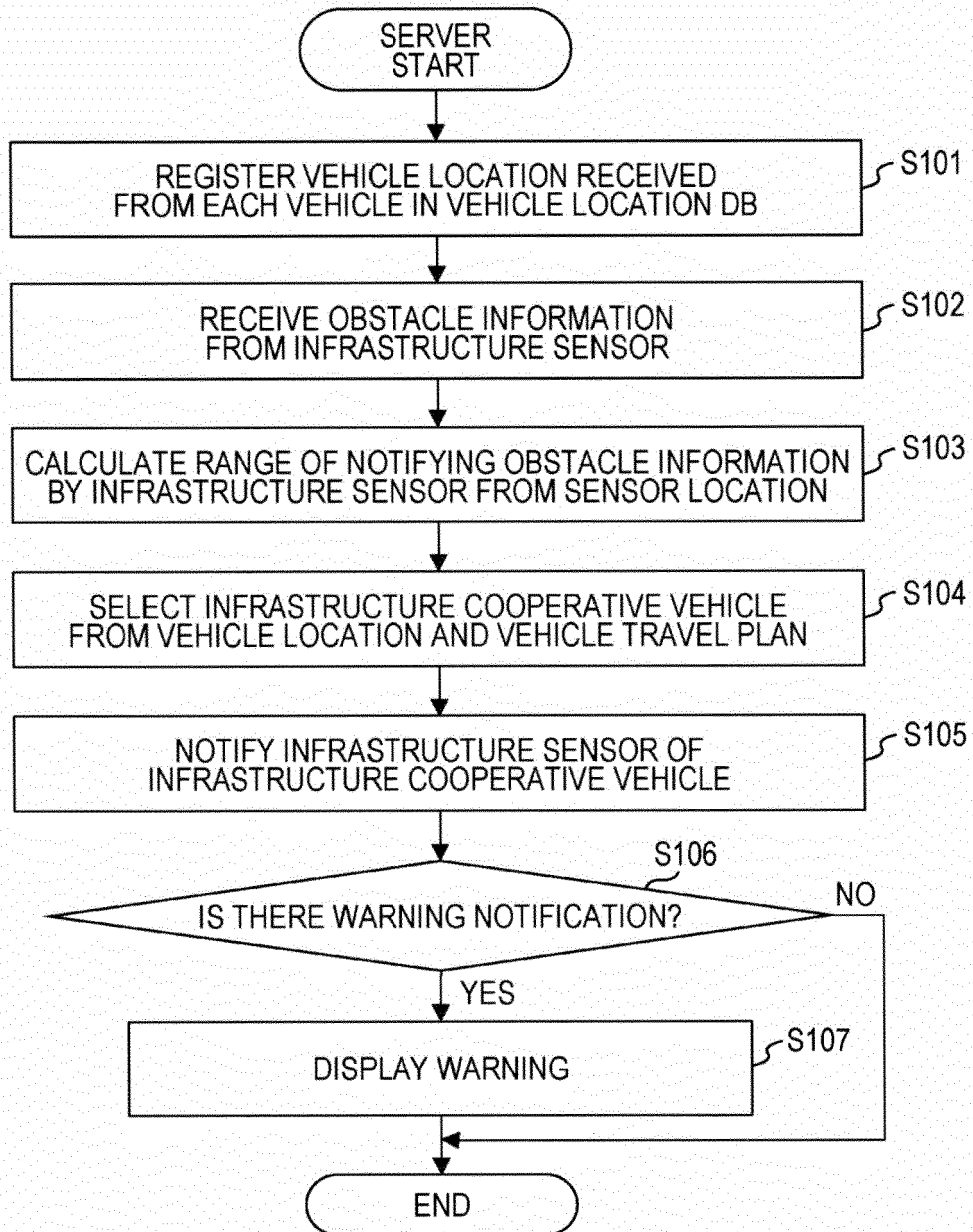 SERVER
START
REGISTER VEHICLE LOCATION RECEIVED
FROM EACH VEHICLE IN VEHICLE LOCATION DB
S101
RECEIVE OBSTACLE INFORMATION
FROM INFRASTRUCTURE SENSOR
S102
CALCULATE RANGE OF NOTIFYING OBSTACLE INFORMATION
BY INFRASTRUCTURE SENSOR FROM SENSOR LOCATION
S103
SELECT INFRASTRUCTURE COOPERATIVE VEHICLE
FROM VEHICLE LOCATION AND VEHICLE TRAVEL PLAN
S104
NOTIFY INFRASTRUCTURE SENSOR OF
INFRASTRUCTURE COOPERATIVE VEHICLE
S105
S106
IS THERE WARNING NOTIFICATION?
NO
YES
DISPLAY WARNING
S107
END